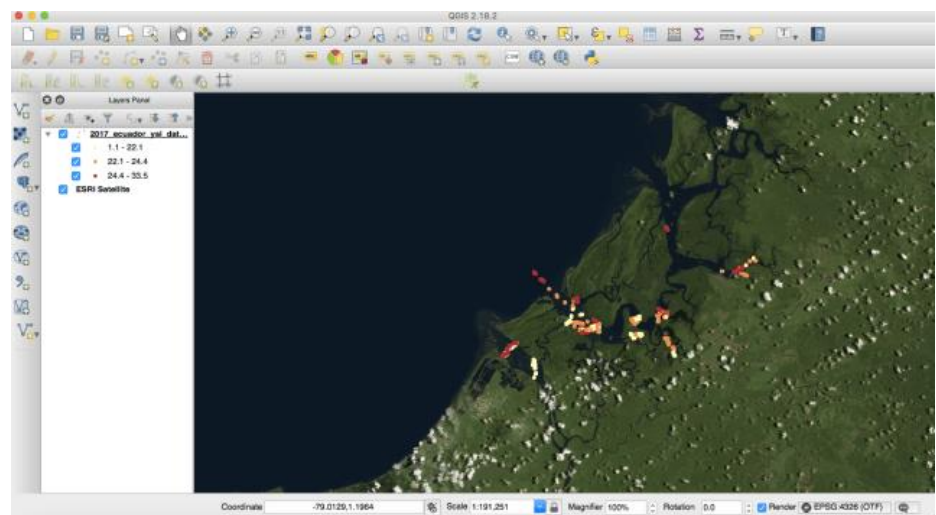 QGIS 2.18.2
Layers Panel
2017_ecuador_ysi_dat...
1.1 - 22.1
22.1 - 24.4
24.4 - 33.5
ESRI Satellite
Coordinate -79.0129,1.1964 Scale 1:191,251 Magnifier 100% Rotation 0.0 Render EPSG:4326 (OTF)